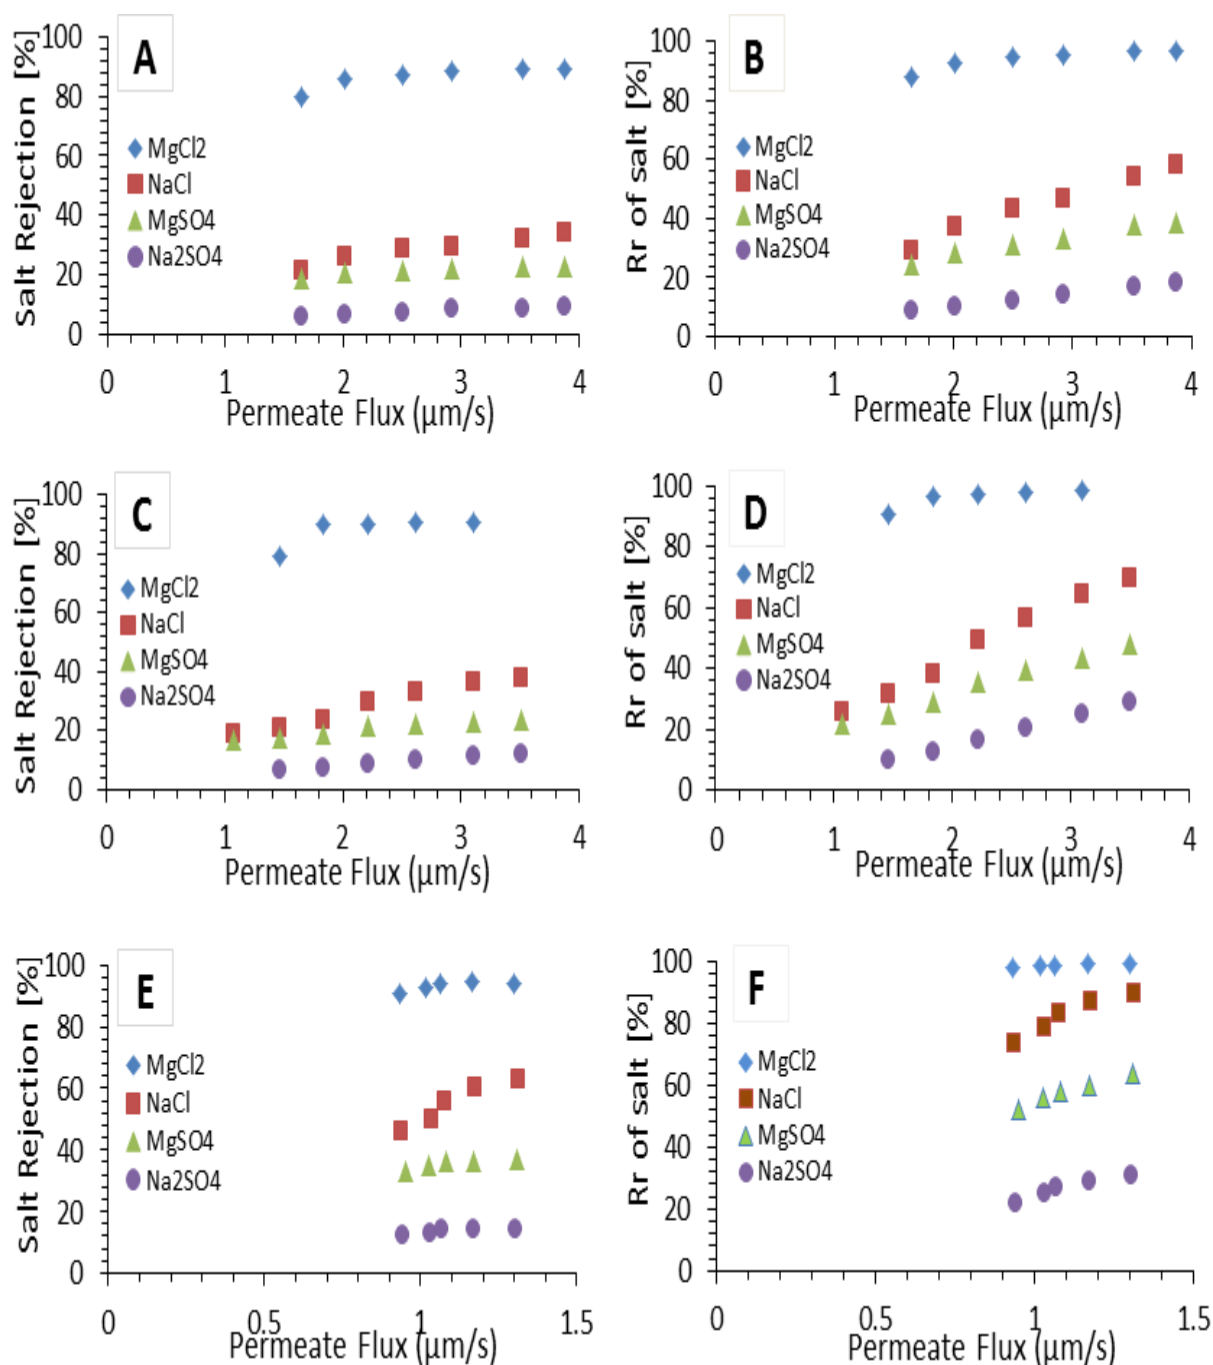 A
Salt Rejection [%]
100
80
60
40
20
0
MgCl2
NaCl
MgSO4
Na2SO4
0 1 2 3 4
Permeate Flux (µm/s)
B
Rr of salt [%]
100
80
60
40
20
0
MgCl2
NaCl
MgSO4
Na2SO4
0 1 2 3 4
Permeate Flux (µm/s)
C
Salt Rejection [%]
100
80
60
40
20
0
MgCl2
NaCl
MgSO4
Na2SO4
0 1 2 3 4
Permeate Flux (µm/s)
D
Rr of salt [%]
100
80
60
40
20
0
MgCl2
NaCl
MgSO4
Na2SO4
0 1 2 3 4
Permeate Flux (µm/s)
E
Salt Rejection [%]
100
80
60
40
20
0
MgCl2
NaCl
MgSO4
Na2SO4
0 0.5 1 1.5
Permeate Flux (µm/s)
F
Rr of salt [%]
100
80
60
40
20
0
MgCl2
NaCl
MgSO4
Na2SO4
0 0.5 1 1.5
Permeate Flux (µm/s)